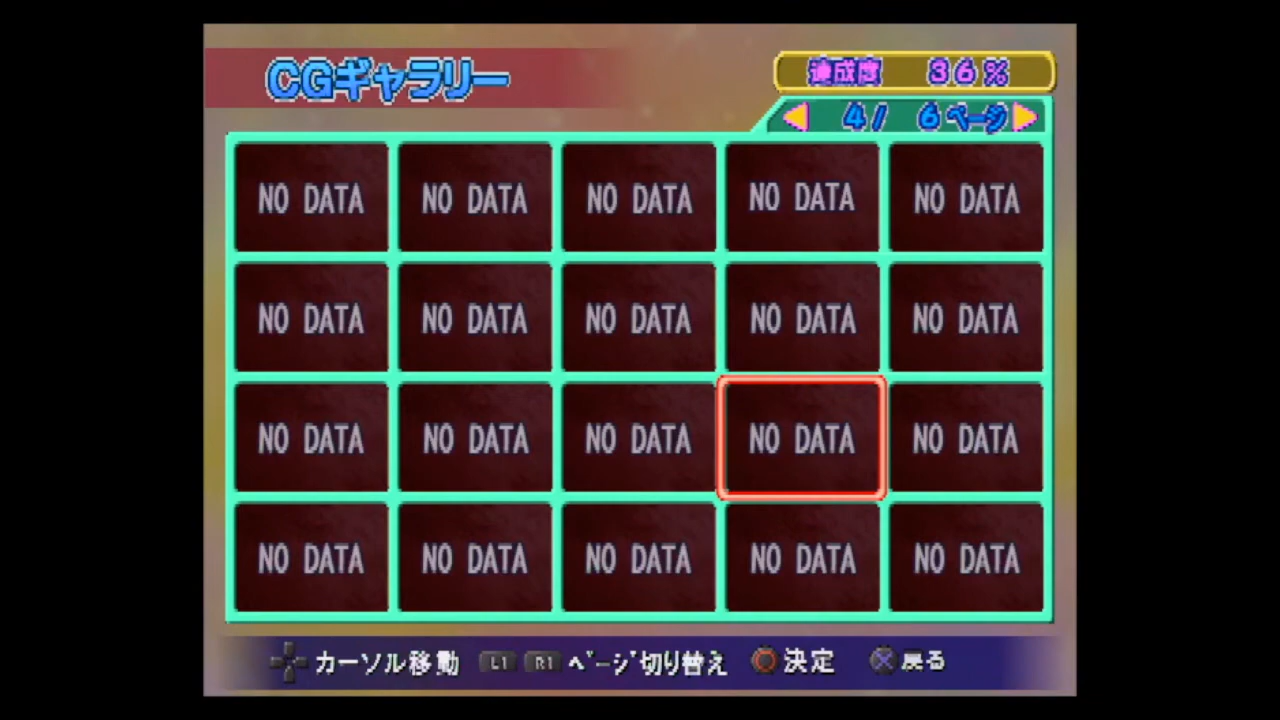 CGギャラリー
達成度 36%
4/ 6ページ
NO DATA NO DATA NO DATA NO DATA NO DATA
NO DATA NO DATA NO DATA NO DATA NO DATA
NO DATA NO DATA NO DATA NO DATA NO DATA
NO DATA NO DATA NO DATA NO DATA NO DATA
カーソル移動 L1 R1 ページ切り替え 決定 戻る